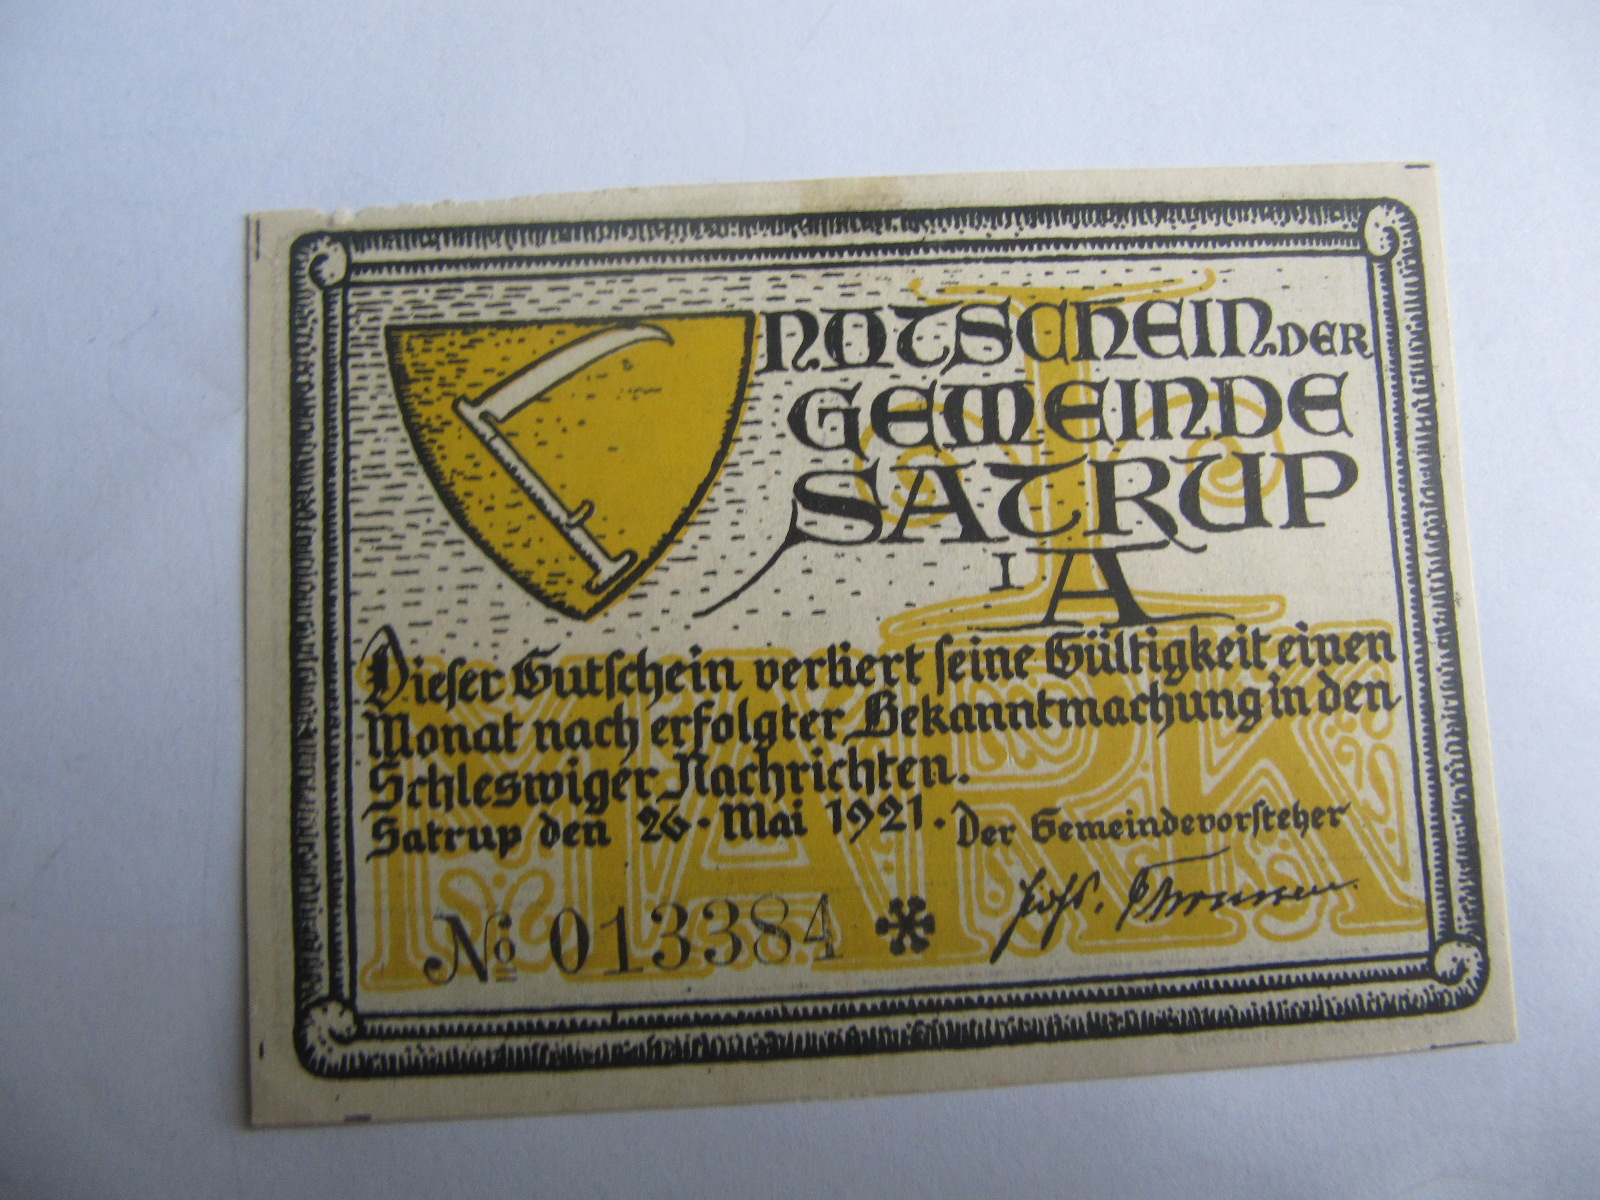 NOTSCHEIN DER
GEMEINDE
SATRUP
I. A
Dieser Gutschein verliert seine Gültigkeit einen
Monat nach erfolgter Bekanntmachung in den
Schleswiger Nachrichten.
Satrup den 26. Mai 1921. Der Gemeindevorsteher
№ 013384
1
MARK